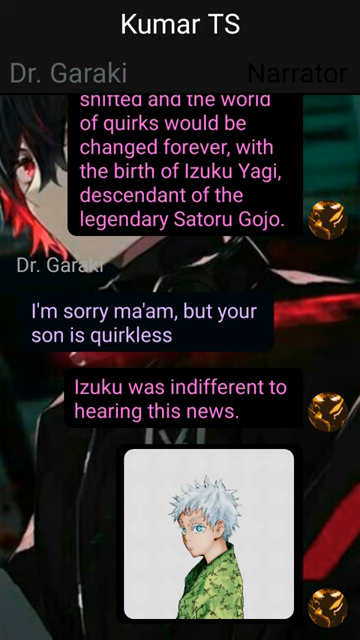 Kumar TS
Dr. Garaki
Narrator
shifted and the world
of quirks would be
changed forever, with
the birth of Izuku Yagi,
descendant of the
legendary Satoru Gojo.
Dr. Garaki
I'm sorry ma'am, but your
son is quirkless
Izuku was indifferent to
hearing this news.